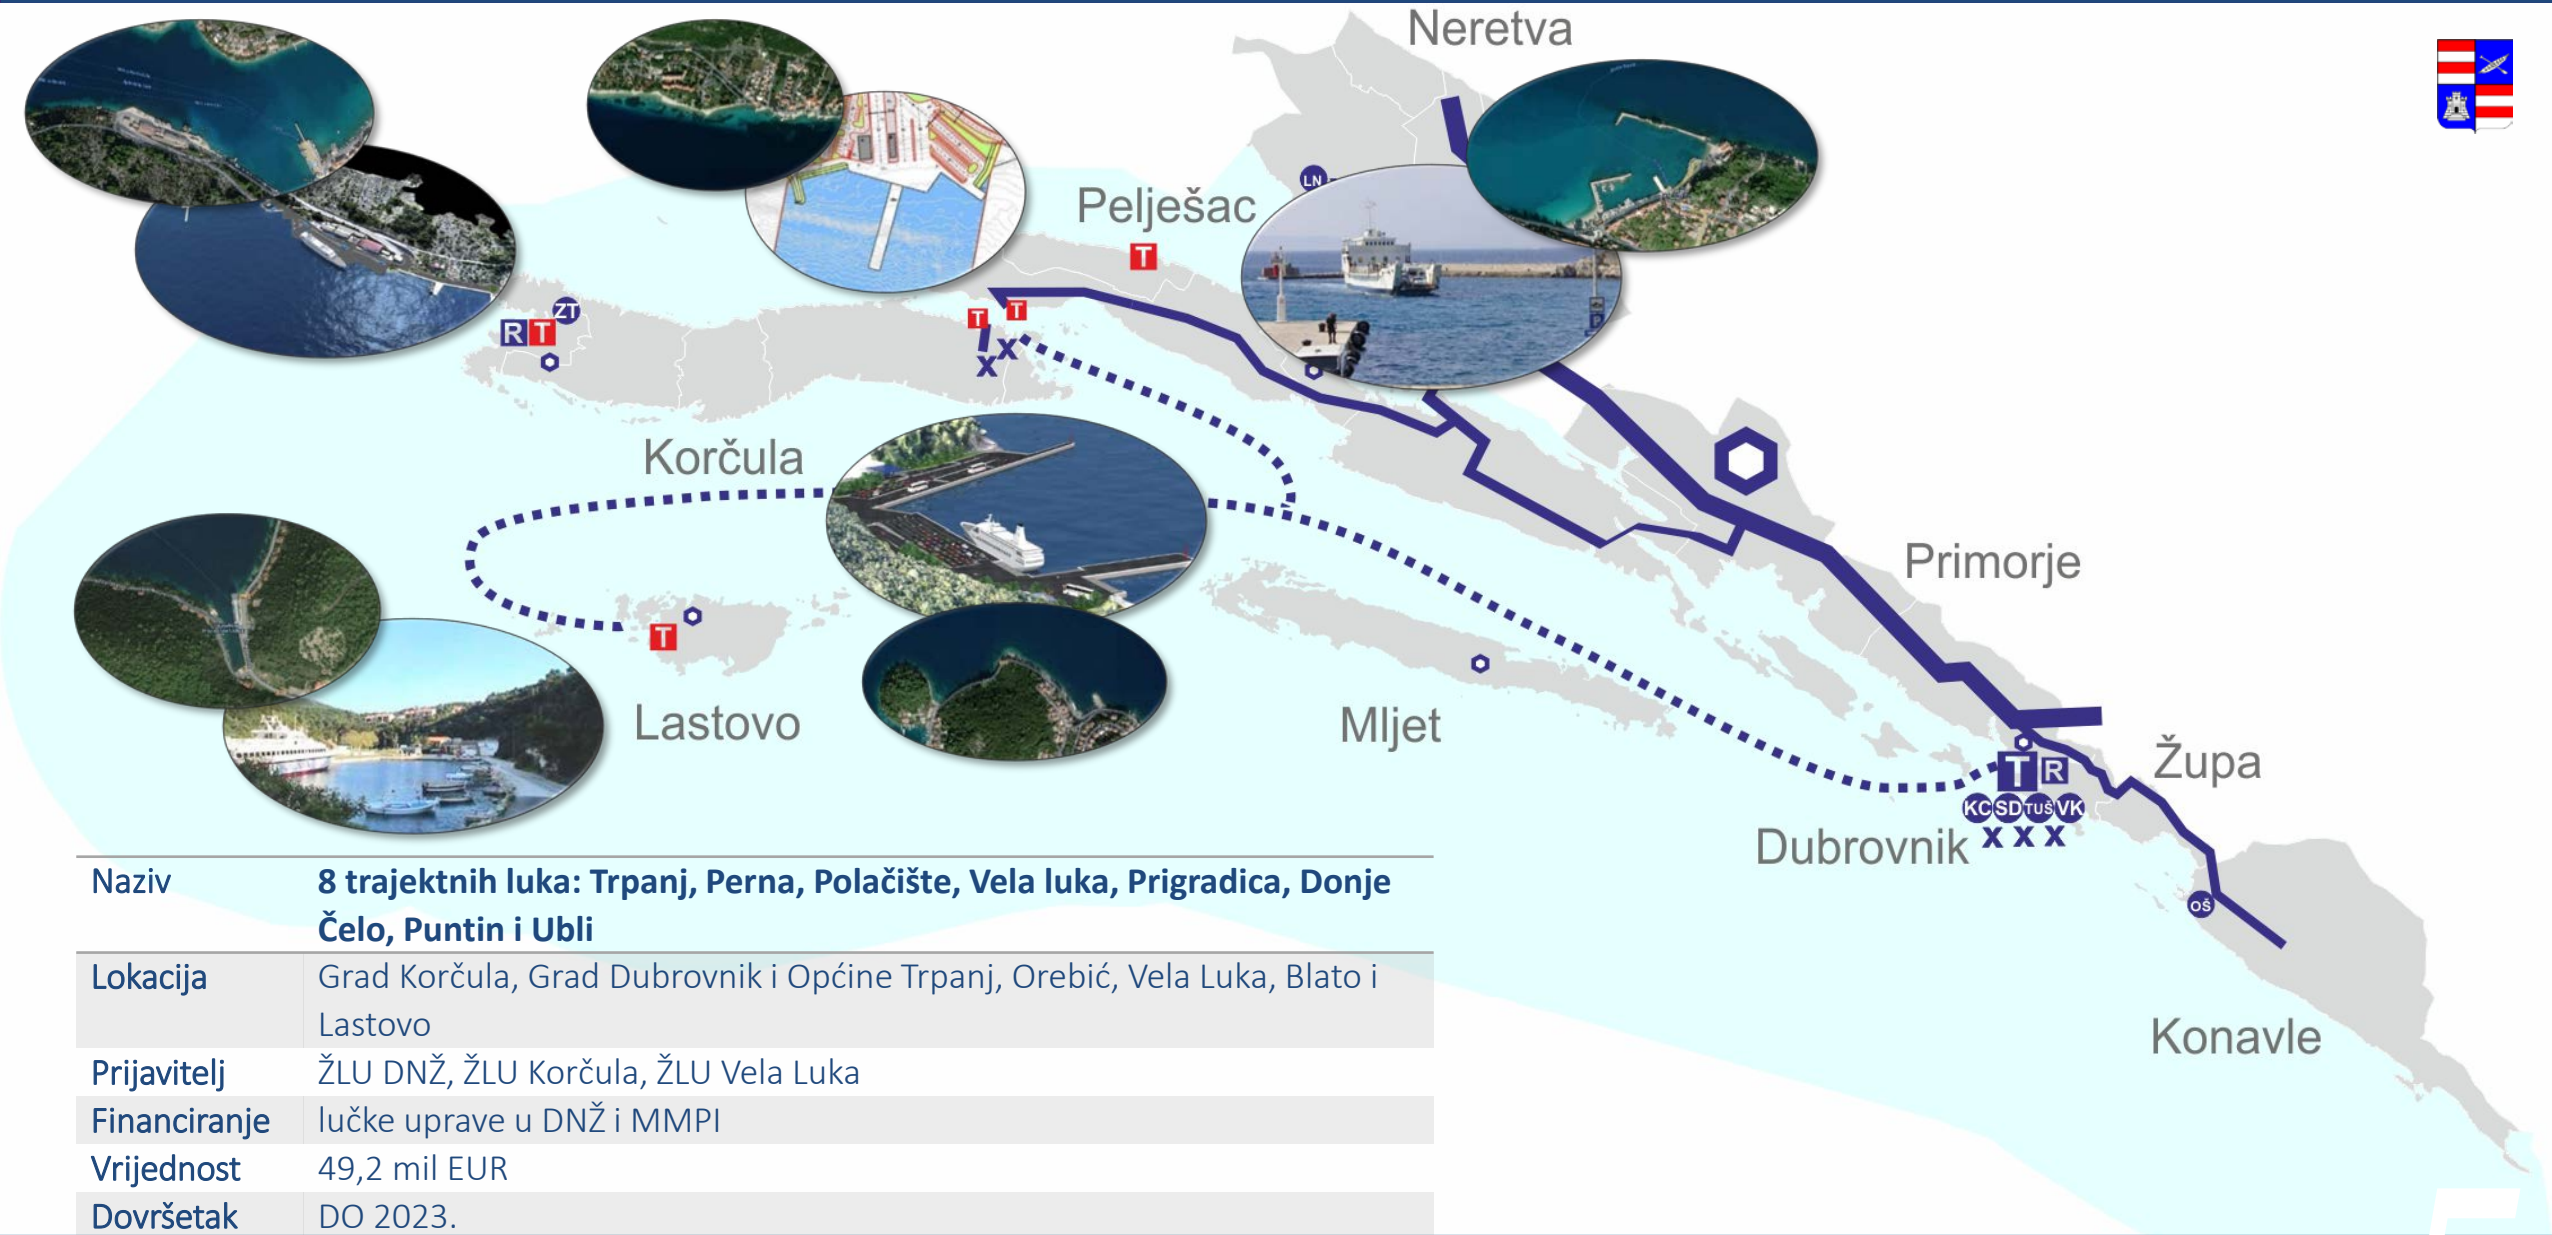 Neretva
Pelješac
LN
T
ZT
R T
T
T
X
X
Korčula
Primorje
T
Lastovo
Mljet
Župa
T R
KC SD TUŠ VK
X X X
Dubrovnik
OŠ
Konavle
P
Naziv 8 trajektnih luka: Trpanj, Perna, Polačište, Vela luka, Prigradica, Donje
Čelo, Puntin i Ubli
Lokacija Grad Korčula, Grad Dubrovnik i Općine Trpanj, Orebić, Vela Luka, Blato i
Lastovo
Prijavitelj ŽLU DNŽ, ŽLU Korčula, ŽLU Vela Luka
Financiranje lučke uprave u DNŽ i MMPI
Vrijednost 49,2 mil EUR
Dovršetak DO 2023.